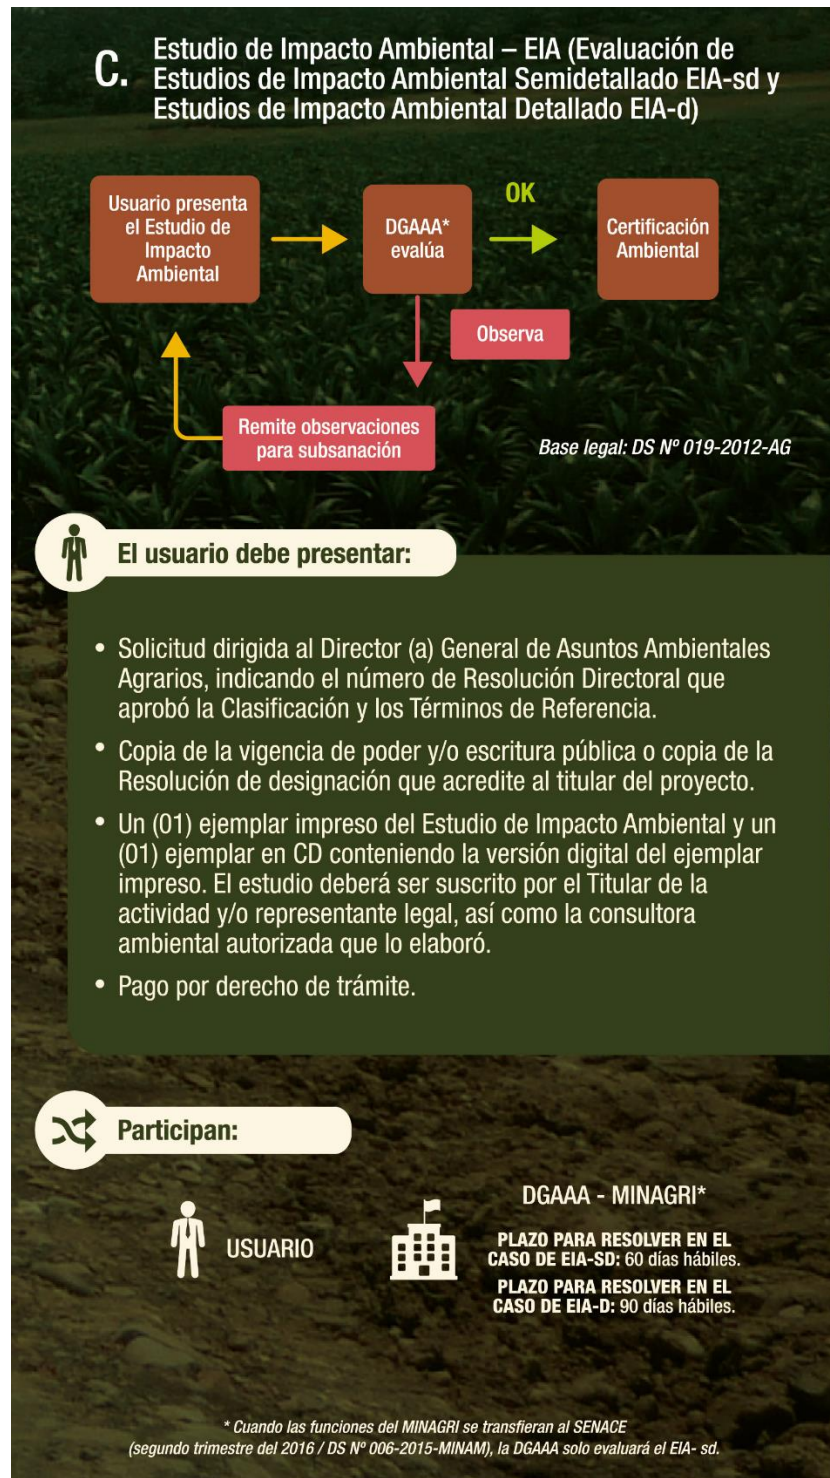 C.
Estudio de Impacto Ambiental – EIA (Evaluación de
Estudios de Impacto Ambiental Semidetallado EIA-sd y
Estudios de Impacto Ambiental Detallado EIA-d)
Usuario presenta
el Estudio de
Impacto
Ambiental
DGAAA*
evalúa
OK
Certificación
Ambiental
Observa
Remite observaciones
para subsanación
Base legal: DS Nº 019-2012-AG
El usuario debe presentar:
• Solicitud dirigida al Director (a) General de Asuntos Ambientales
Agrarios, indicando el número de Resolución Directoral que
aprobó la Clasificación y los Términos de Referencia.
• Copia de la vigencia de poder y/o escritura pública o copia de la
Resolución de designación que acredite al titular del proyecto.
• Un (01) ejemplar impreso del Estudio de Impacto Ambiental y un
(01) ejemplar en CD conteniendo la versión digital del ejemplar
impreso. El estudio deberá ser suscrito por el Titular de la
actividad y/o representante legal, así como la consultora
ambiental autorizada que lo elaboró.
• Pago por derecho de trámite.
Participan:
USUARIO
DGAAA - MINAGRI*
PLAZO PARA RESOLVER EN EL
CASO DE EIA-SD: 60 días hábiles.
PLAZO PARA RESOLVER EN EL
CASO DE EIA-D: 90 días hábiles.
* Cuando las funciones del MINAGRI se transfieran al SENACE
(segundo trimestre del 2016 / DS Nº 006-2015-MINAM), la DGAAA solo evaluará el EIA- sd.